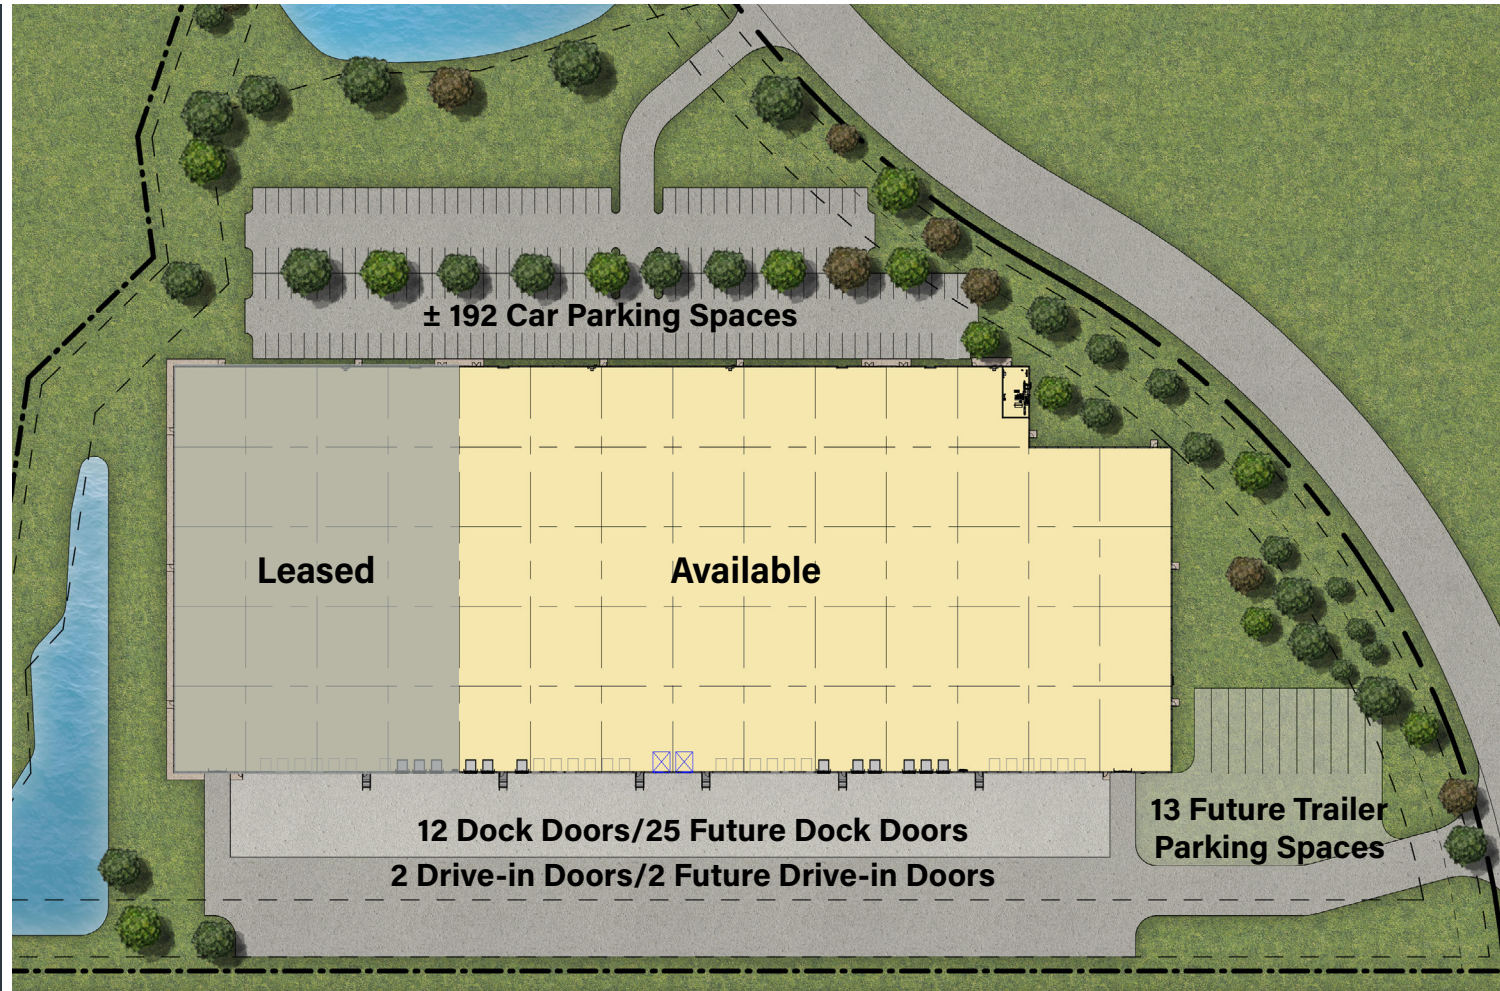 ± 192 Car Parking Spaces
Leased
Available
12 Dock Doors/25 Future Dock Doors
2 Drive-in Doors/2 Future Drive-in Doors
13 Future Trailer
Parking Spaces